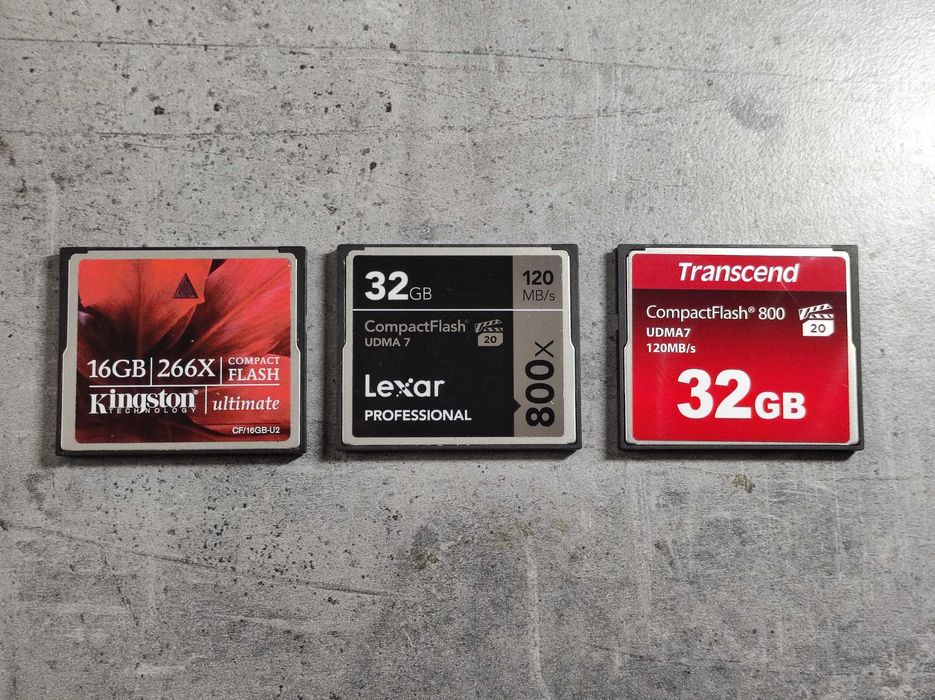 16GB 266X COMPACT FLASH
Kingston ultimate
TECHNOLOGY
CF/16GB-U2
32GB 120 MB/s
CompactFlash® 20
UDMA 7
Lexar
PROFESSIONAL
800X
Transcend
CompactFlash® 800 20
UDMA7
120MB/s
32GB